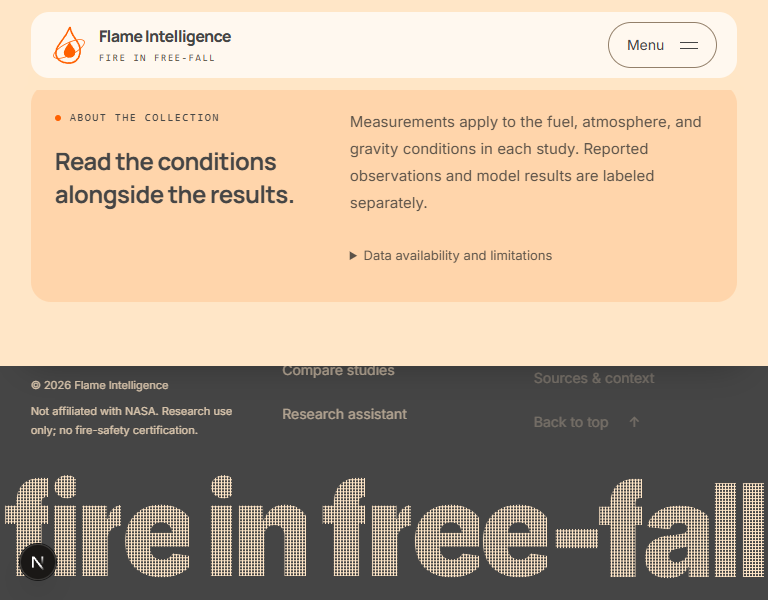 Flame Intelligence
FIRE IN FREE-FALL
Menu
ABOUT THE COLLECTION
Read the conditions
alongside the results.
Measurements apply to the fuel, atmosphere, and
gravity conditions in each study. Reported
observations and model results are labeled
separately.
Data availability and limitations
© 2026 Flame Intelligence
Not affiliated with NASA. Research use
only; no fire-safety certification.
Compare studies
Research assistant
Sources & context
Back to top ↑
fire in free-fall
N